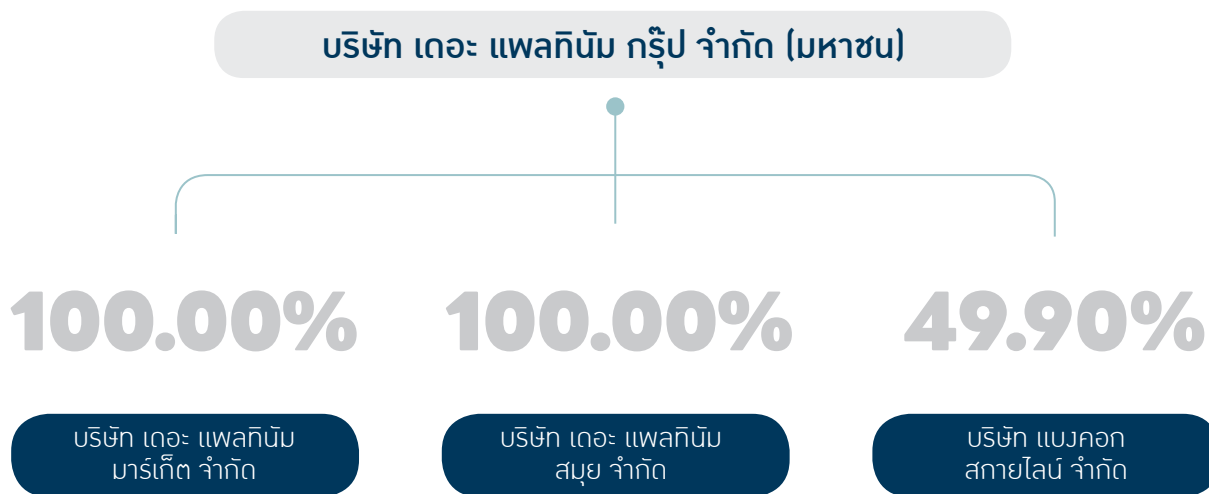 บริษัท เดอะ แพลทินัม กรุ๊ป จำกัด (มหาชน)
100.00%
100.00%
49.90%
บริษัท เดอะ แพลทินัม
มาร์เก็ต จำกัด
บริษัท เดอะ แพลทินัม
สมุย จำกัด
บริษัท แบงคอก
สกายไลน์ จำกัด